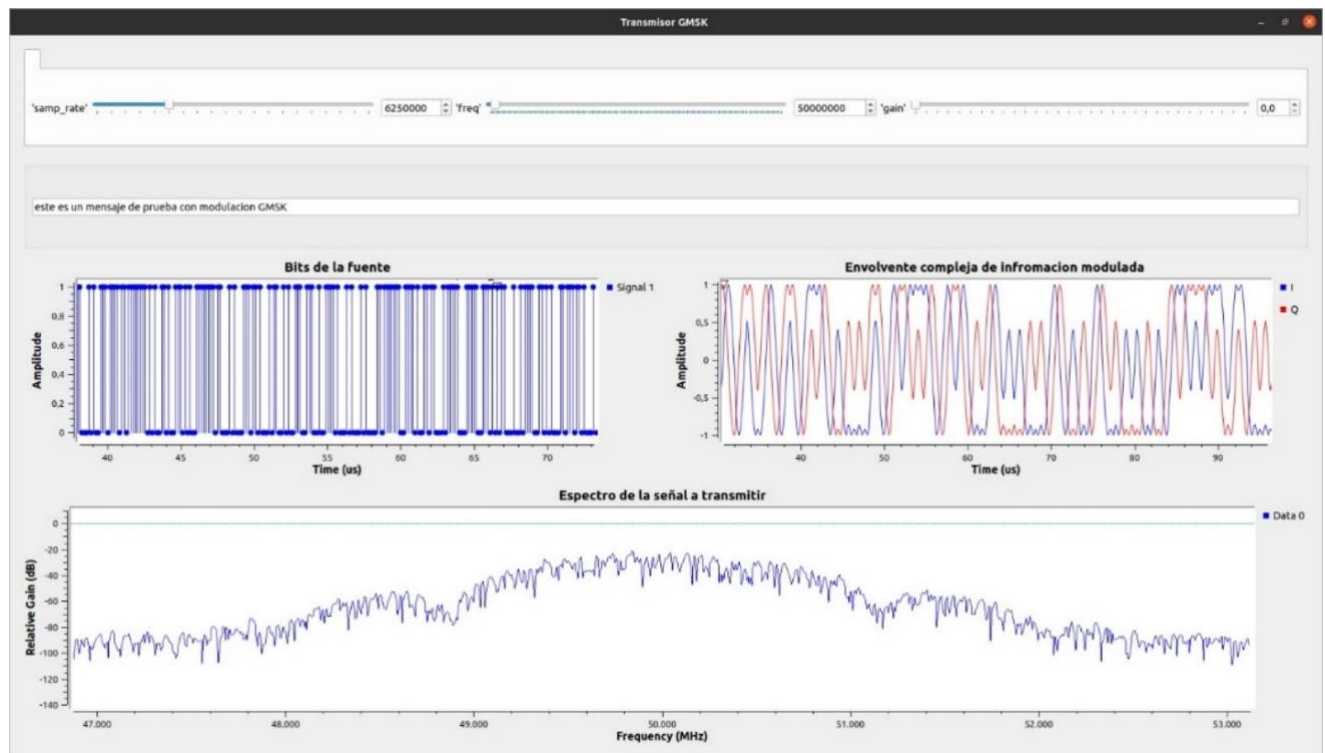 Transmisor GMSK
'samp_rate' 6250000 'freq' 50000000 'gain' 0,0
este es un mensaje de prueba con modulacion GMSK
Bits de la fuente
Signal 1
Amplitude
1
0,8
0,6
0,4
0,2
0
40 45 50 55 60 65 70
Time (us)
Envolvente compleja de infromacion modulada
I
Q
Amplitude
1
0,5
0
-0,5
-1
40 50 60 70 80 90
Time (us)
Espectro de la señal a transmitir
Data 0
Relative Gain (dB)
0
-20
-40
-60
-80
-100
-120
-140
47.000 48.000 49.000 50.000 51.000 52.000 53.000
Frequency (MHz)